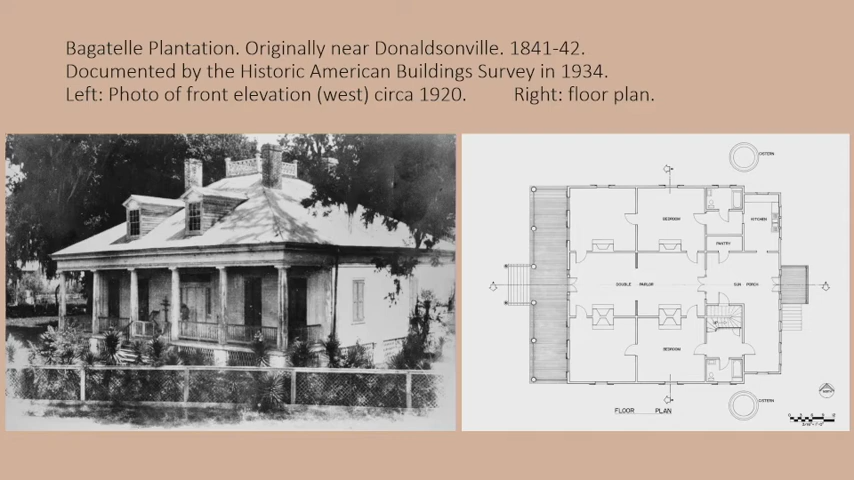 Bagatelle Plantation. Originally near Donaldsonville. 1841-42.
Documented by the Historic American Buildings Survey in 1934.
Left: Photo of front elevation (west) circa 1920. Right: floor plan.
CISTERN
BEDROOM
KITCHEN
PANTRY
DOUBLE PARLOR
SUN PORCH
BEDROOM
CISTERN
FLOOR PLAN